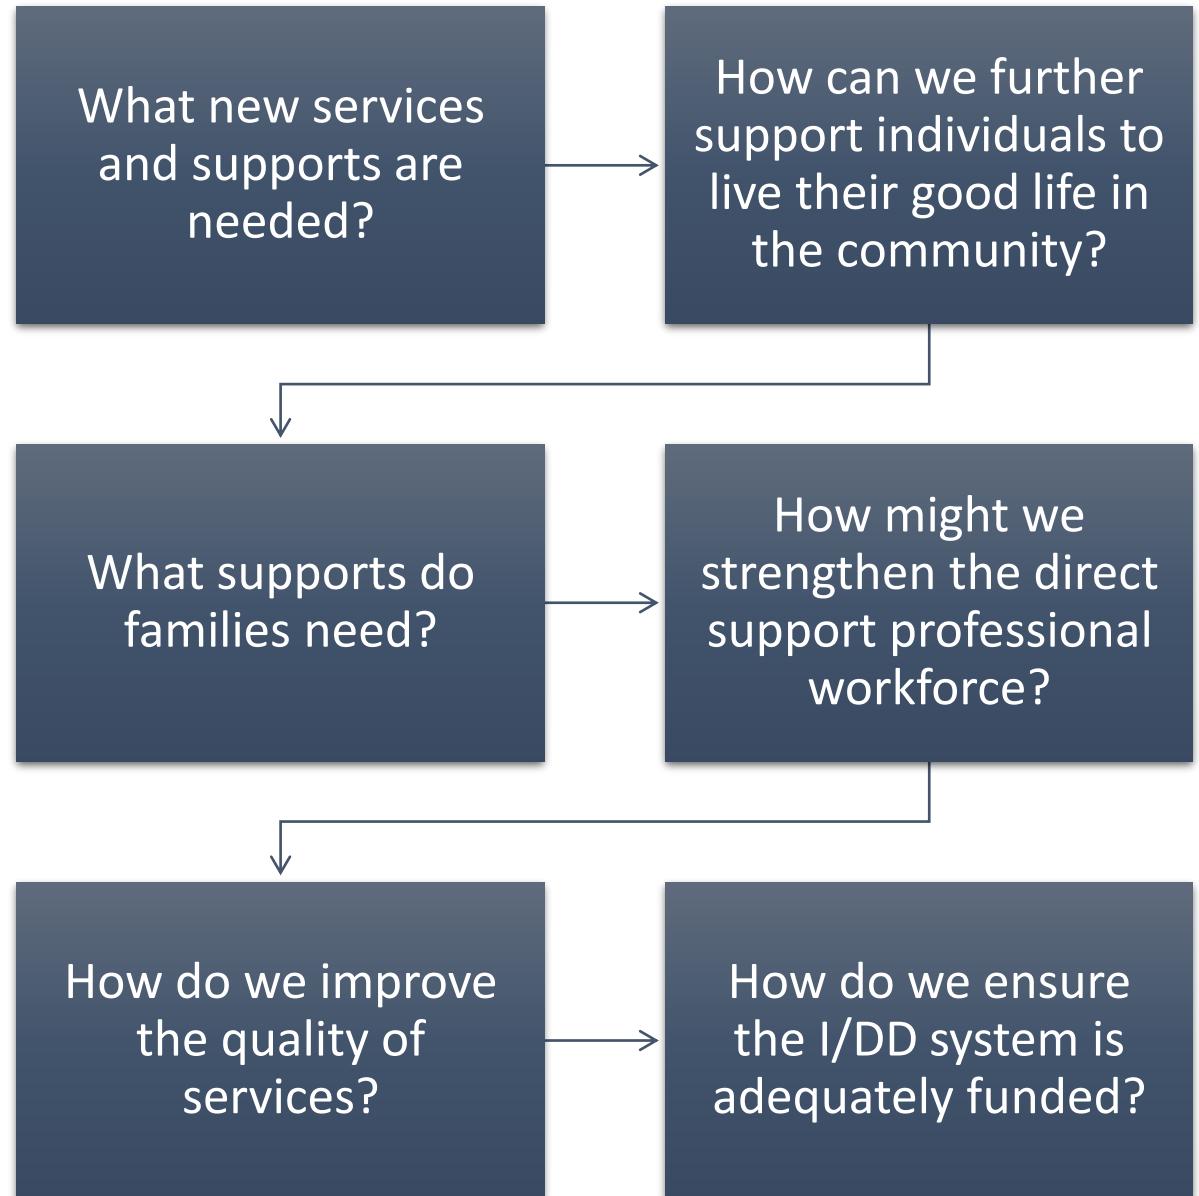 What new services
and supports are
needed?
How can we further
support individuals to
live their good life in
the community?
What supports do
families need?
How might we
strengthen the direct
support professional
workforce?
How do we improve
the quality of
services?
How do we ensure
the I/DD system is
adequately funded?